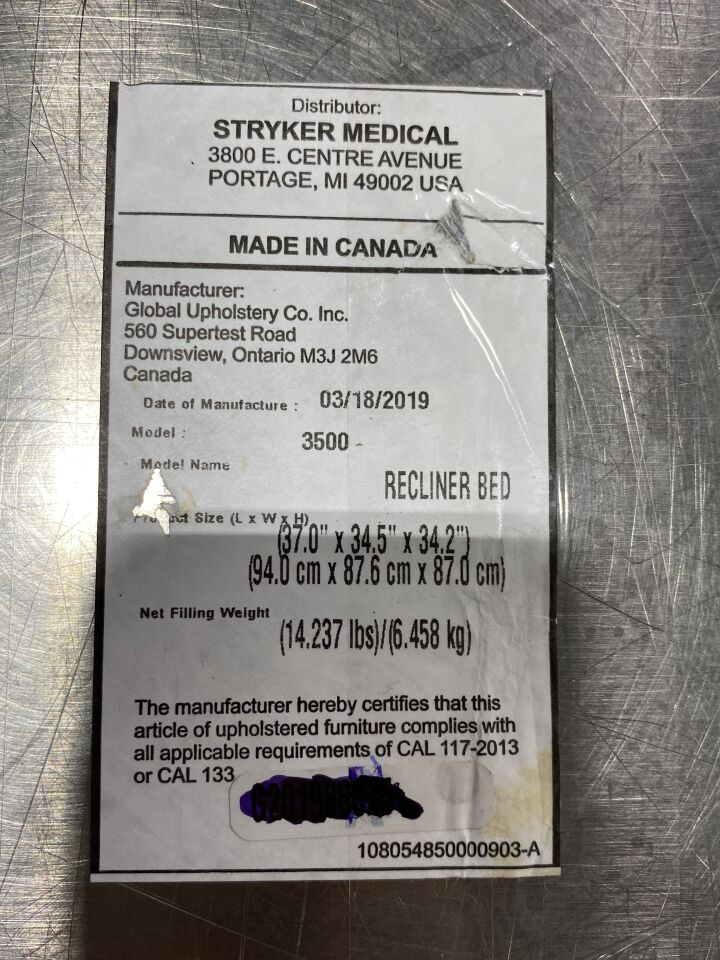 Distributor:
STRYKER MEDICAL
3800 E. CENTRE AVENUE
PORTAGE, MI 49002 USA
MADE IN CANADA
Manufacturer:
Global Upholstery Co. Inc.
560 Supertest Road
Downsview, Ontario M3J 2M6
Canada
Date of Manufacture : 03/18/2019
Model : 3500
Model Name
RECLINER BED
Size (L x W x H)
(37.0" x 34.5" x 34.2")
(94.0 cm x 87.6 cm x 87.0 cm)
Net Filling Weight
(14.237 lbs)/(6.458 kg)
The manufacturer hereby certifies that this
article of upholstered furniture complies with
all applicable requirements of CAL 117-2013
or CAL 133
108054850000903-A